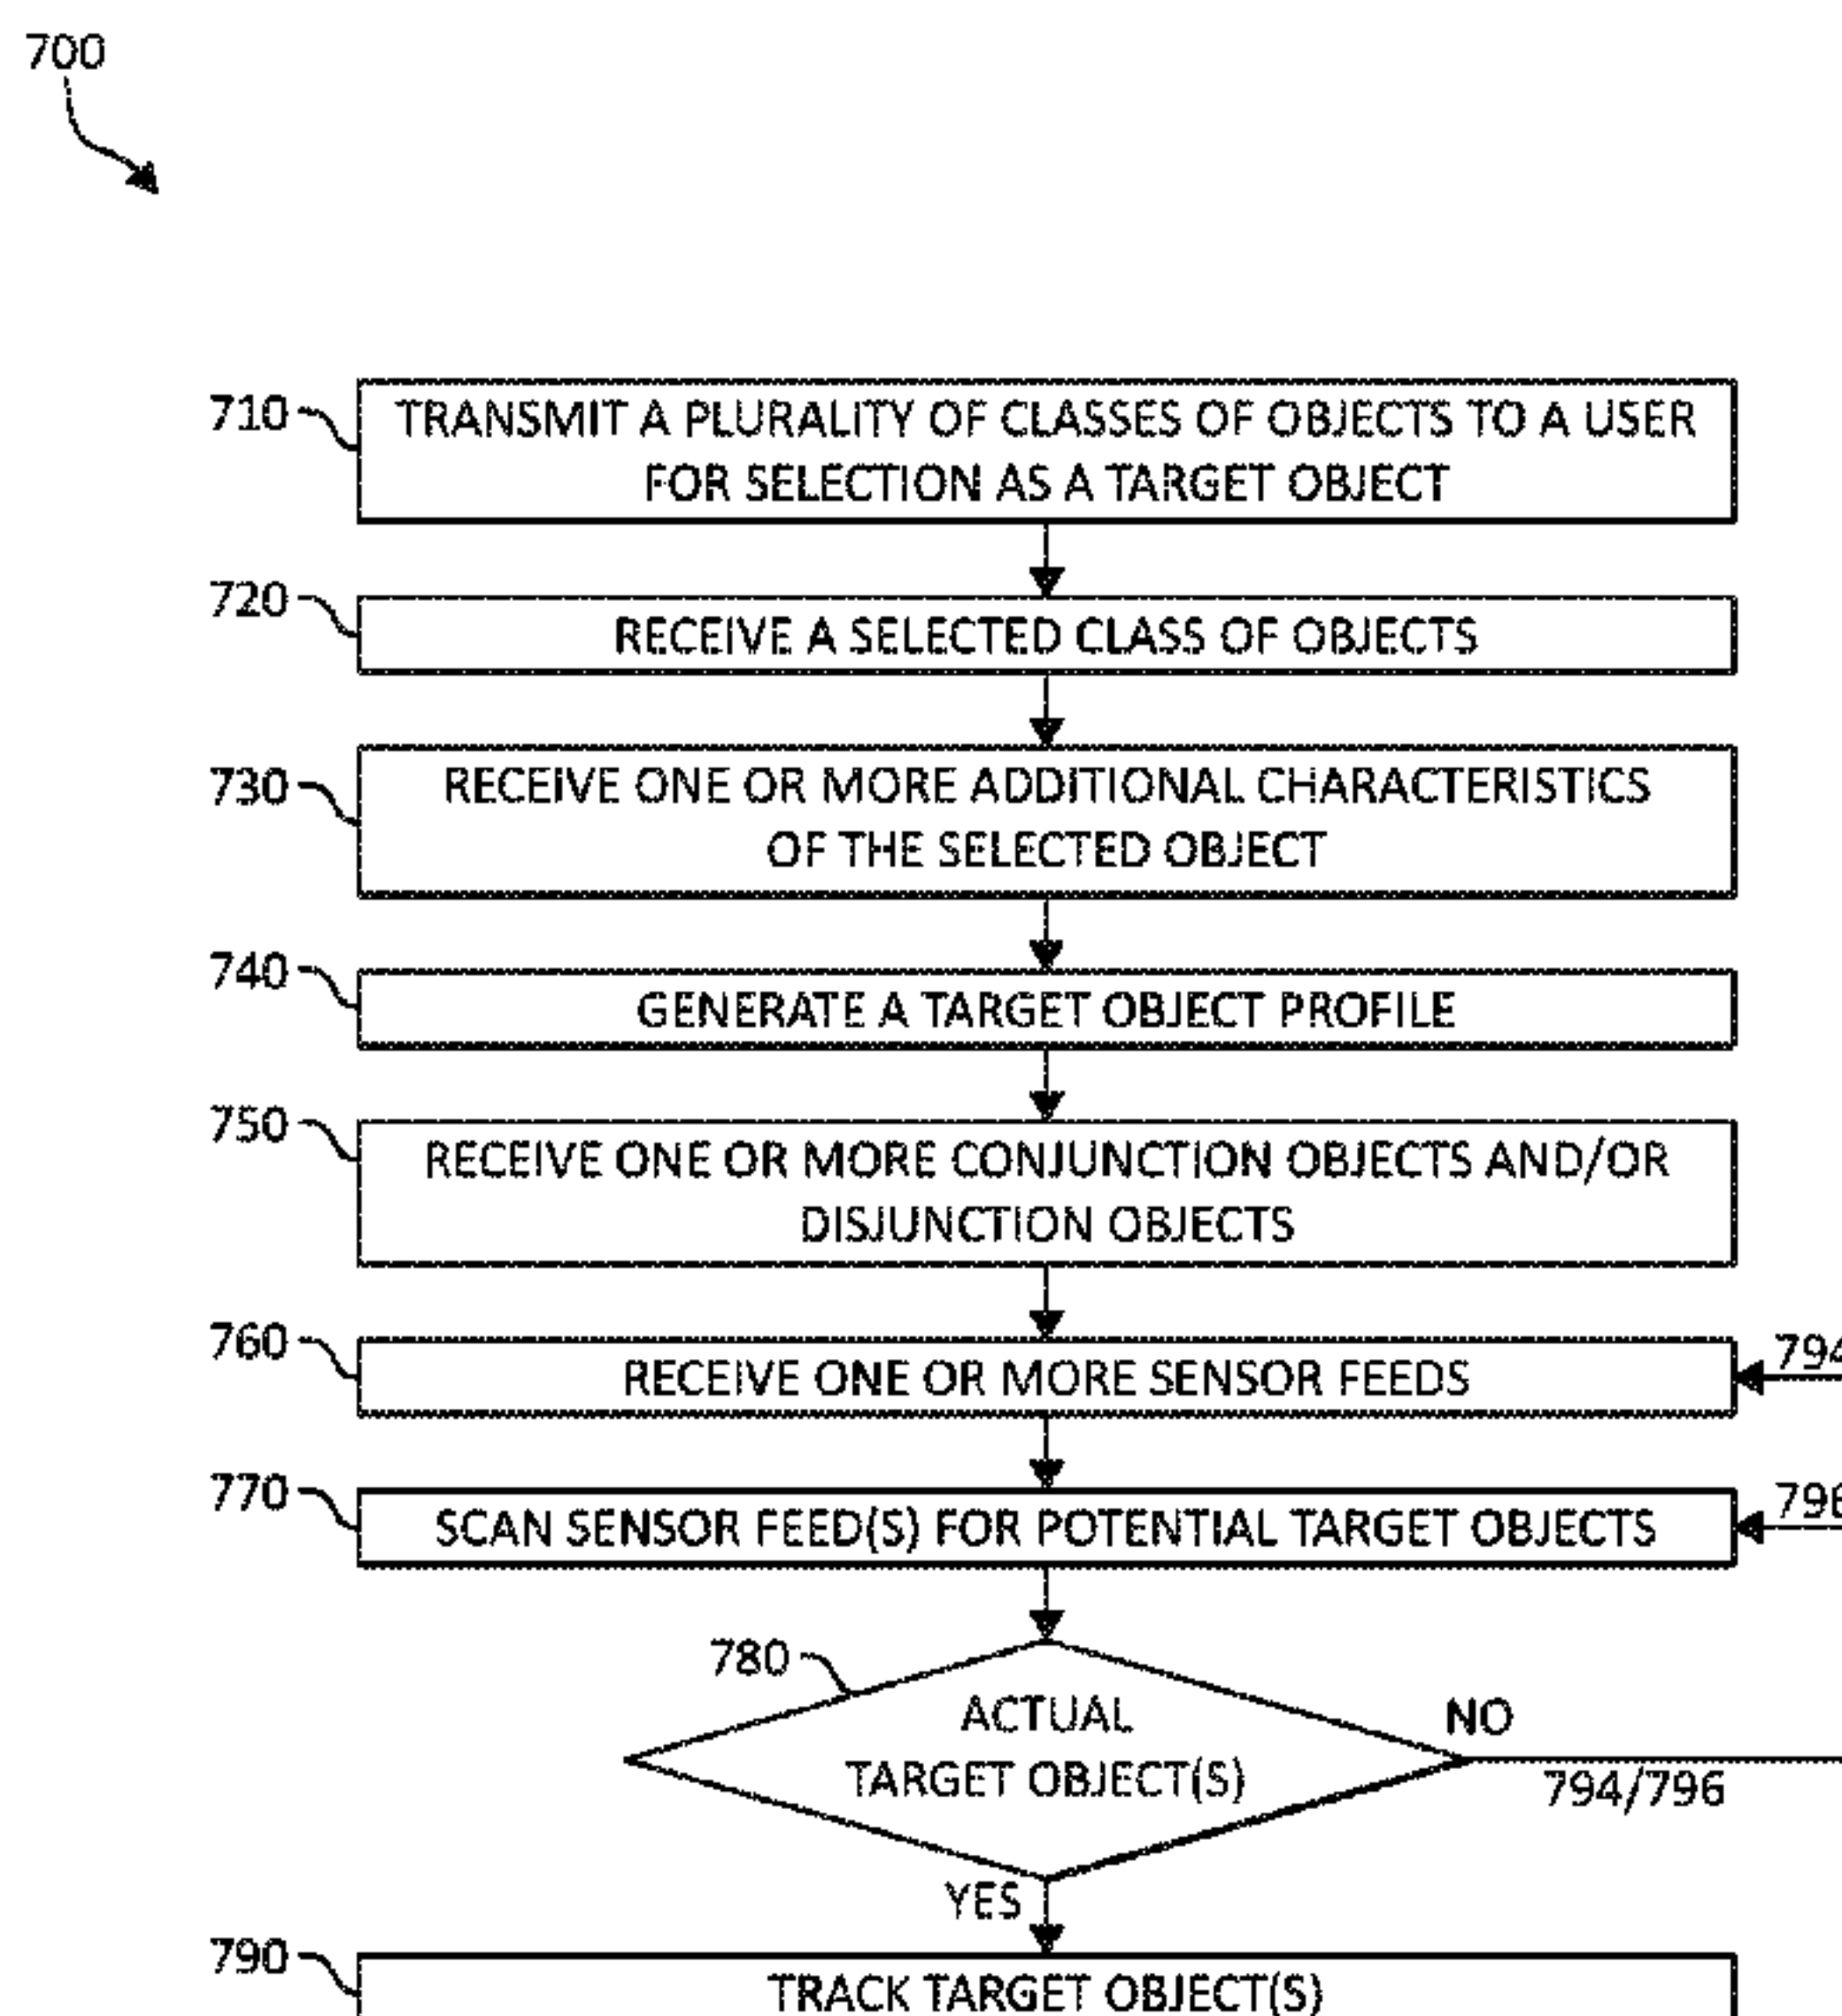 700
710
TRANSMIT A PLURALITY OF CLASSES OF OBJECTS TO A USER
FOR SELECTION AS A TARGET OBJECT
720
RECEIVE A SELECTED CLASS OF OBJECTS
730
RECEIVE ONE OR MORE ADDITIONAL CHARACTERISTICS
OF THE SELECTED OBJECT
740
GENERATE A TARGET OBJECT PROFILE
750
RECEIVE ONE OR MORE CONJUNCTION OBJECTS AND/OR
DISJUNCTION OBJECTS
760
RECEIVE ONE OR MORE SENSOR FEEDS
794
770
SCAN SENSOR FEED(S) FOR POTENTIAL TARGET OBJECTS
796
780
ACTUAL
TARGET OBJECT(S)
NO
794/796
YES
790
TRACK TARGET OBJECT(S)